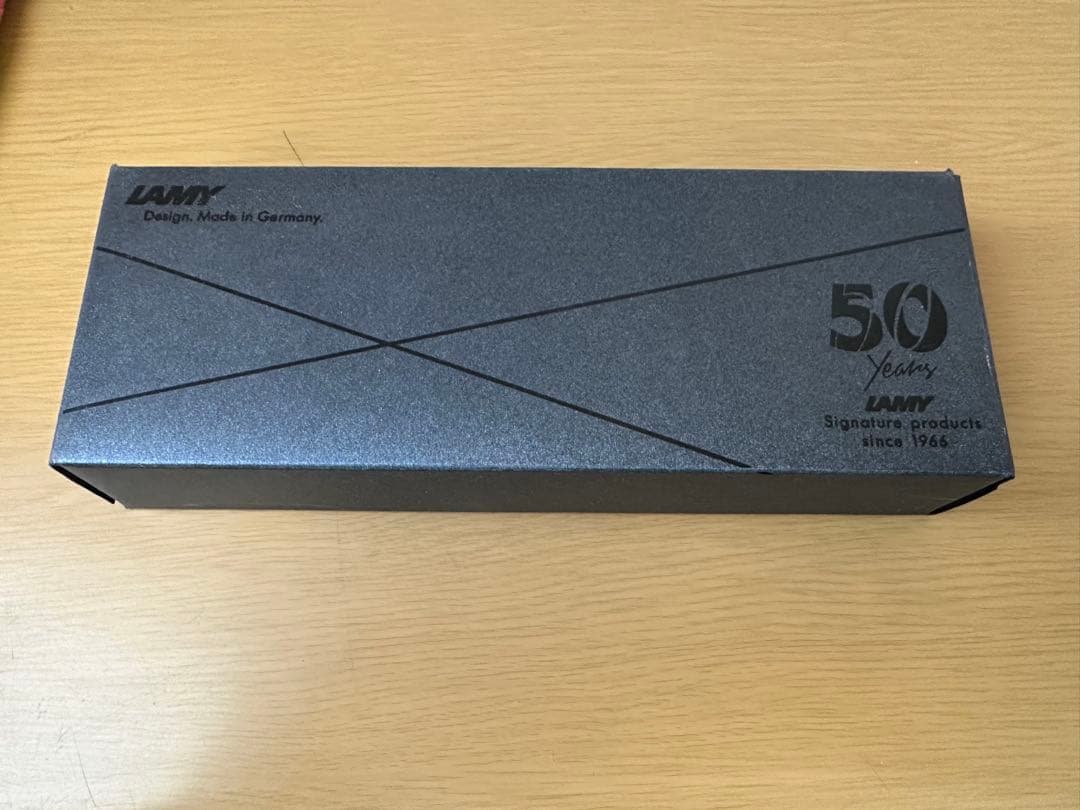 LAMY
Design. Made in Germany.
50
Years
LAMY
Signature products
since 1966